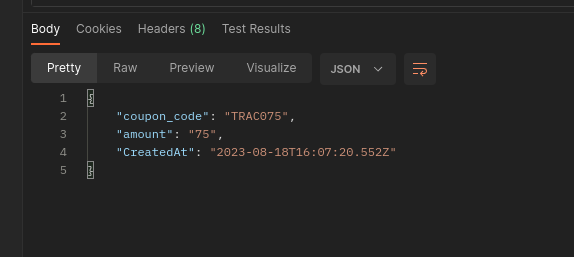 Body Cookies Headers (8) Test Results
Pretty Raw Preview Visualize JSON
1 {
2 "coupon_code": "TRAC075",
3 "amount": "75",
4 "CreatedAt": "2023-08-18T16:07:20.552Z"
5 }